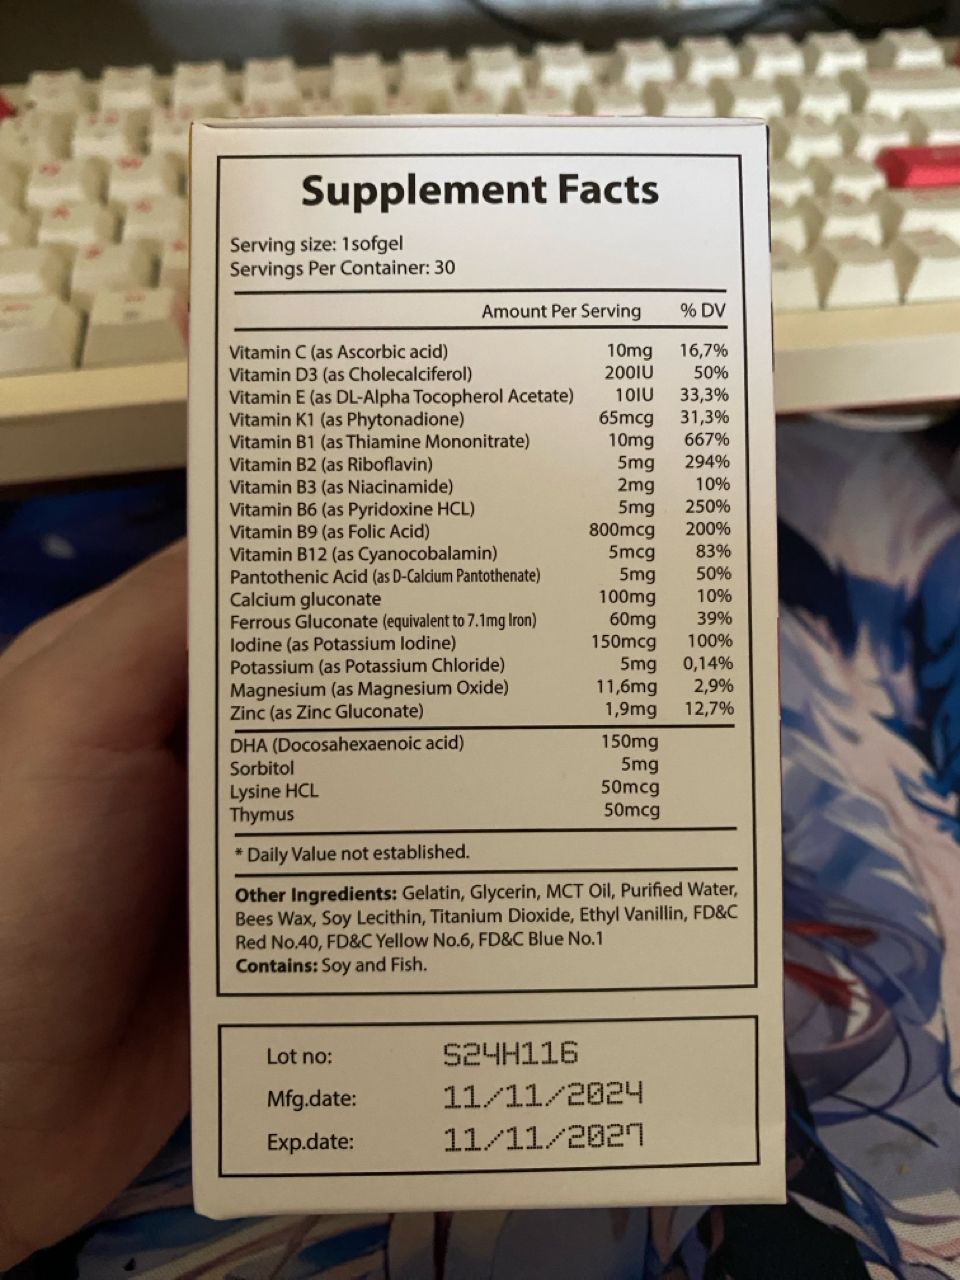 Supplement Facts
Serving size: 1sofgel
Servings Per Container: 30
Amount Per Serving % DV
Vitamin C (as Ascorbic acid) 10mg 16,7%
Vitamin D3 (as Cholecalciferol) 200IU 50%
Vitamin E (as DL-Alpha Tocopherol Acetate) 10IU 33,3%
Vitamin K1 (as Phytonadione) 65mcg 31,3%
Vitamin B1 (as Thiamine Mononitrate) 10mg 667%
Vitamin B2 (as Riboflavin) 5mg 294%
Vitamin B3 (as Niacinamide) 2mg 10%
Vitamin B6 (as Pyridoxine HCL) 5mg 250%
Vitamin B9 (as Folic Acid) 800mcg 200%
Vitamin B12 (as Cyanocobalamin) 5mcg 83%
Pantothenic Acid (as D-Calcium Pantothenate) 5mg 50%
Calcium gluconate 100mg 10%
Ferrous Gluconate (equivalent to 7.1mg Iron) 60mg 39%
Iodine (as Potassium Iodine) 150mcg 100%
Potassium (as Potassium Chloride) 5mg 0,14%
Magnesium (as Magnesium Oxide) 11,6mg 2,9%
Zinc (as Zinc Gluconate) 1,9mg 12,7%
DHA (Docosahexaenoic acid) 150mg
Sorbitol 5mg
Lysine HCL 50mcg
Thymus 50mcg
* Daily Value not established.
Other Ingredients: Gelatin, Glycerin, MCT Oil, Purified Water,
Bees Wax, Soy Lecithin, Titanium Dioxide, Ethyl Vanillin, FD&C
Red No.40, FD&C Yellow No.6, FD&C Blue No.1
Contains: Soy and Fish.
Lot no: S24H116
Mfg.date: 11/11/2024
Exp.date: 11/11/2027